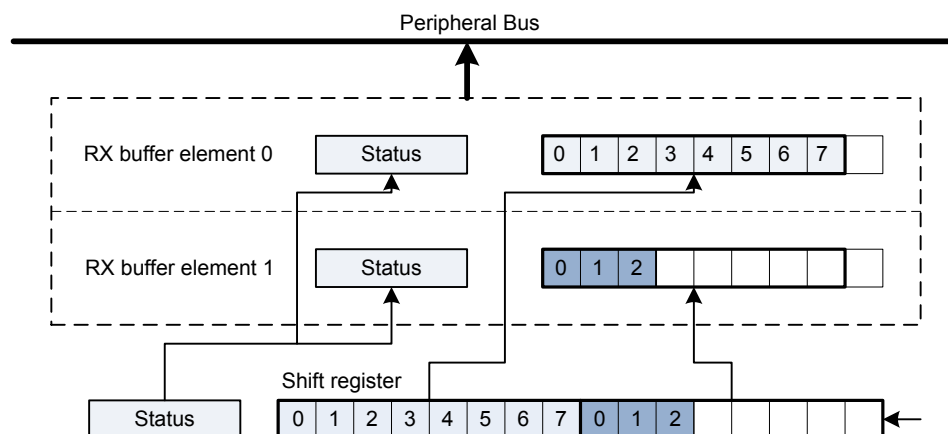 Peripheral Bus
RX buffer element 0 Status 0 1 2 3 4 5 6 7
RX buffer element 1 Status 0 1 2
Shift register
Status 0 1 2 3 4 5 6 7 0 1 2